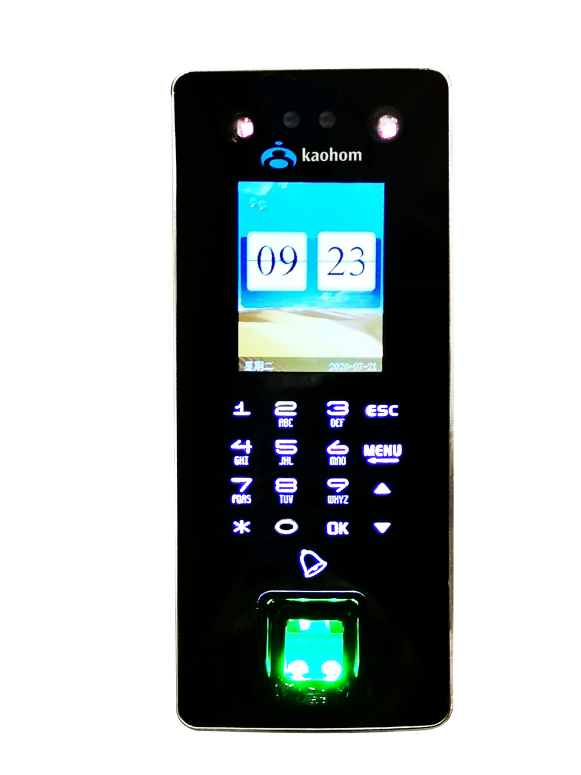 kaohom
09 23
星期二 2020-07-21
1 2 3 ESC
ABC DEF
4 5 6 MENU
GHI JKL MNO
7 8 9
PQRS TUV WXYZ
* 0 OK